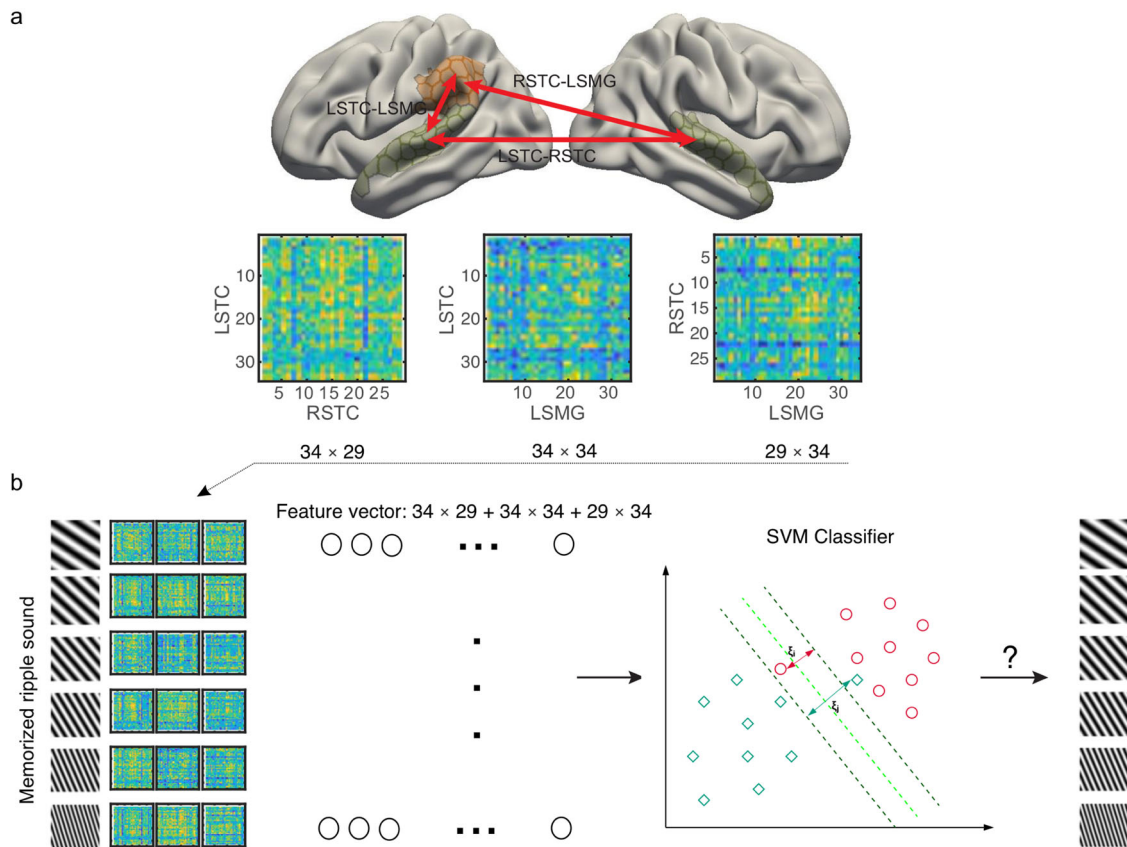 a
RSTC-LSMG
LSTC-LSMG
LSTC-RSTC
LSTC
10
20
30
5 10 15 20 25
RSTC
34 × 29
LSTC
10
20
30
10 20 30
LSMG
34 × 34
RSTC
5
10
15
20
25
10 20 30
LSMG
29 × 34
b
Memorized ripple sound
Feature vector: 34 × 29 + 34 × 34 + 29 × 34
SVM Classifier
?